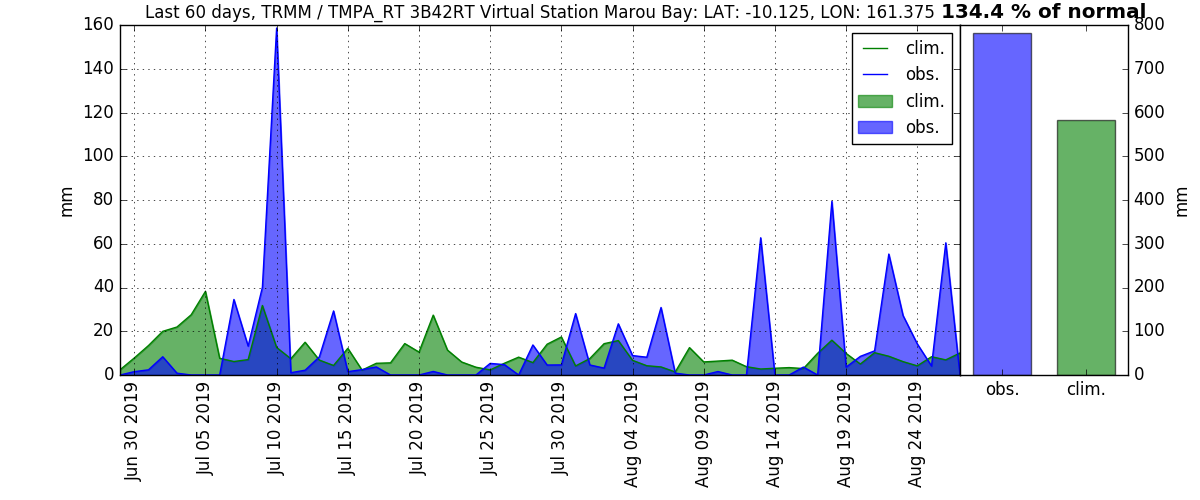 Last 60 days, TRMM / TMPA_RT 3B42RT Virtual Station Marou Bay: LAT: -10.125, LON: 161.375 134.4 % of normal
160
140
120
100
80
60
40
20
0
mm
clim.
obs.
clim.
obs.
800
700
600
500
400
300
200
100
0
mm
Jun 30 2019
Jul 05 2019
Jul 10 2019
Jul 15 2019
Jul 20 2019
Jul 25 2019
Jul 30 2019
Aug 04 2019
Aug 09 2019
Aug 14 2019
Aug 19 2019
Aug 24 2019
obs.
clim.